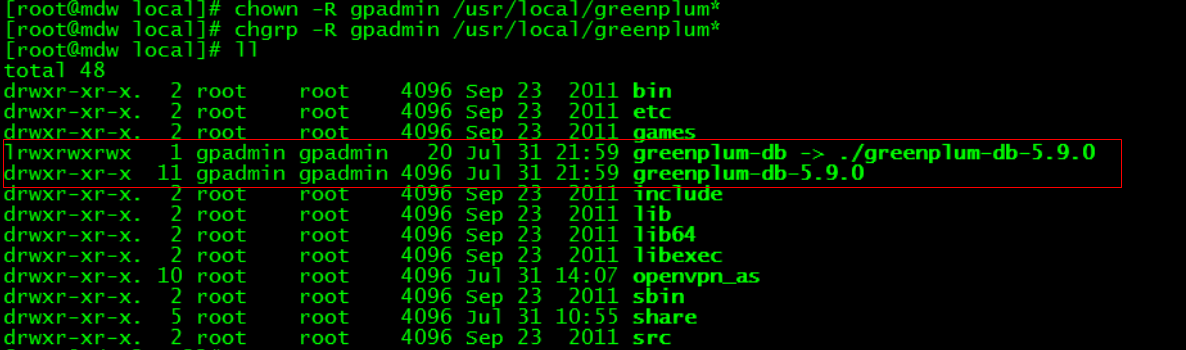 [root@mdw local]# chown -R gpadmin /usr/local/greenplum*
[root@mdw local]# chgrp -R gpadmin /usr/local/greenplum*
[root@mdw local]# ll
total 48
drwxr-xr-x.  2 root    root    4096 Sep 23  2011 bin
drwxr-xr-x.  2 root    root    4096 Sep 23  2011 etc
drwxr-xr-x.  2 root    root    4096 Sep 23  2011 games
lrwxrwxrwx   1 gpadmin gpadmin   20 Jul 31 21:59 greenplum-db -> ./greenplum-db-5.9.0
drwxr-xr-x  11 gpadmin gpadmin 4096 Jul 31 21:59 greenplum-db-5.9.0
drwxr-xr-x.  2 root    root    4096 Sep 23  2011 include
drwxr-xr-x.  2 root    root    4096 Sep 23  2011 lib
drwxr-xr-x.  2 root    root    4096 Sep 23  2011 lib64
drwxr-xr-x.  2 root    root    4096 Sep 23  2011 libexec
drwxr-xr-x. 10 root    root    4096 Jul 31 14:07 openvpn_as
drwxr-xr-x.  2 root    root    4096 Sep 23  2011 sbin
drwxr-xr-x.  5 root    root    4096 Jul 31 10:55 share
drwxr-xr-x.  2 root    root    4096 Sep 23  2011 src